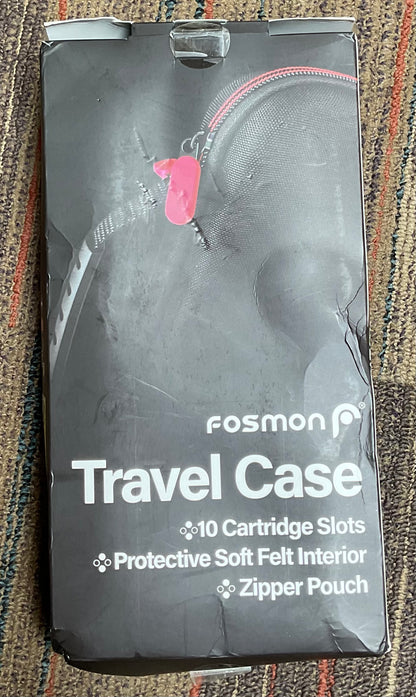 FOSMON ®
Travel Case
10 Cartridge Slots
Protective Soft Felt Interior
Zipper Pouch